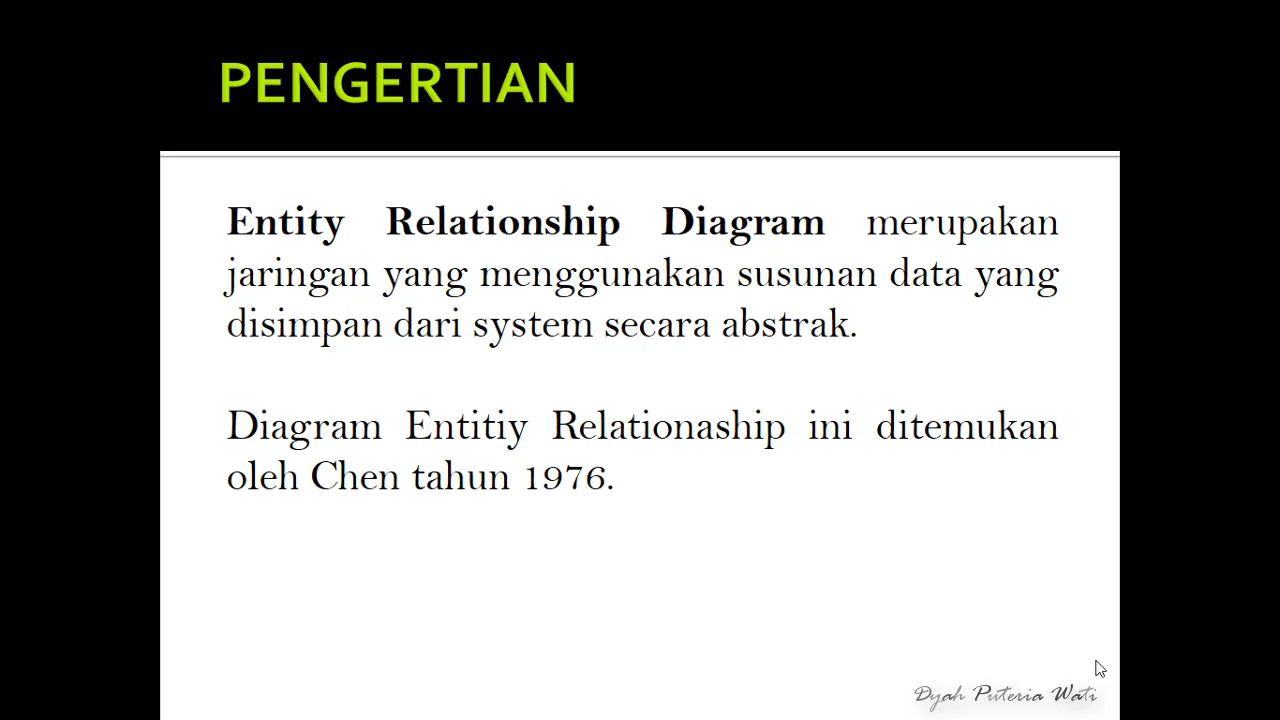 PENGERTIAN
Entity Relationship Diagram merupakan
jaringan yang menggunakan susunan data yang
disimpan dari system secara abstrak.
Diagram Entitiy Relationaship ini ditemukan
oleh Chen tahun 1976.
Dyah Puteria Wati